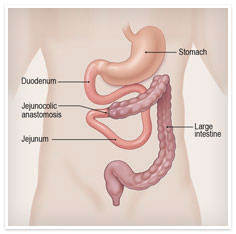 Stomach
Duodenum
Jejunocolic
anastomosis
Large
intestine
Jejunum